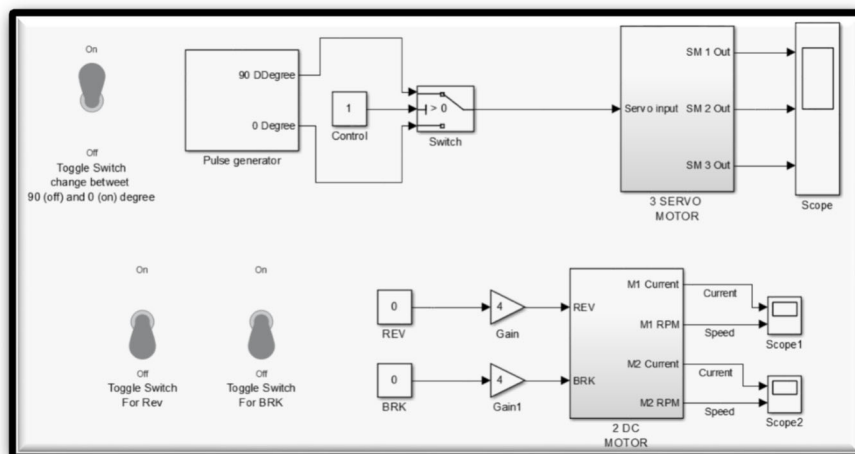 On
Off
Toggle Switch
change betweet
90 (off) and 0 (on) degree
90 DDegree
0 Degree
Pulse generator
1
Control
> 0
Switch
Servo input
SM 1 Out
SM 2 Out
SM 3 Out
3 SERVO
MOTOR
Scope
On
Off
Toggle Switch
For Rev
On
Off
Toggle Switch
For BRK
0
REV
4
Gain
0
BRK
4
Gain1
REV
BRK
M1 Current
M1 RPM
M2 Current
M2 RPM
2 DC
MOTOR
Current
Speed
Scope1
Current
Speed
Scope2